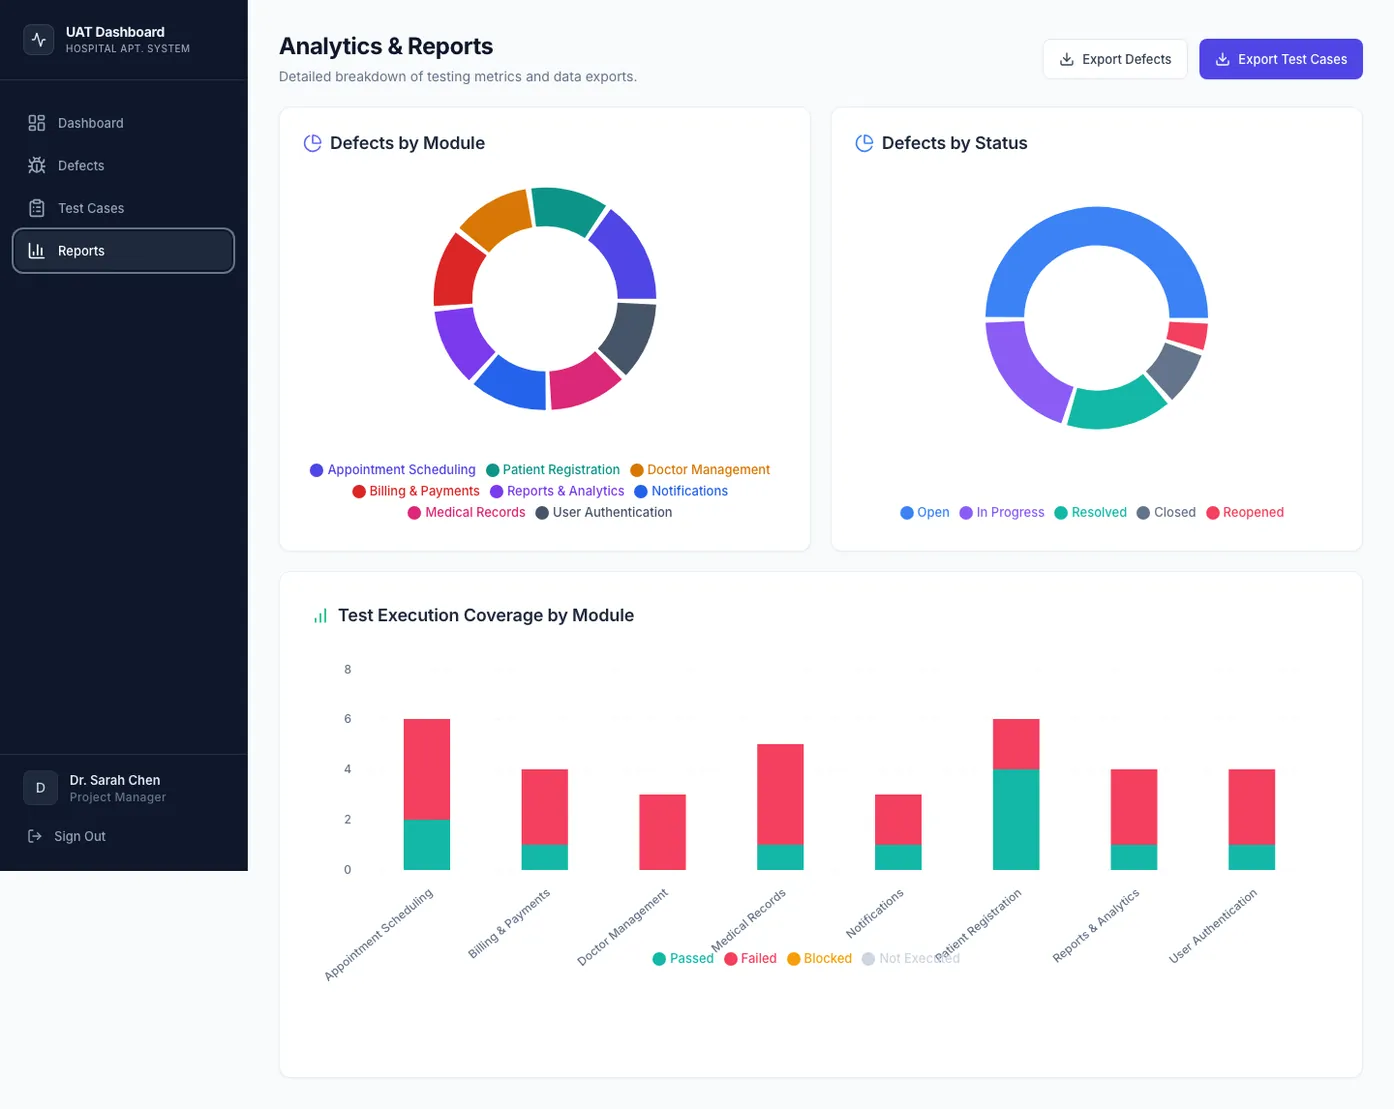 UAT Dashboard
HOSPITAL APT. SYSTEM
Dashboard
Defects
Test Cases
Reports
D
Dr. Sarah Chen
Project Manager
Sign Out
Analytics & Reports
Detailed breakdown of testing metrics and data exports.
Export Defects
Export Test Cases
Defects by Module
Appointment Scheduling Patient Registration Doctor Management
Billing & Payments Reports & Analytics Notifications
Medical Records User Authentication
Defects by Status
Open In Progress Resolved Closed Reopened
Test Execution Coverage by Module
8
6
4
2
0
Appointment Scheduling
Billing & Payments
Doctor Management
Medical Records
Notifications
Patient Registration
Reports & Analytics
User Authentication
Passed Failed Blocked Not Executed